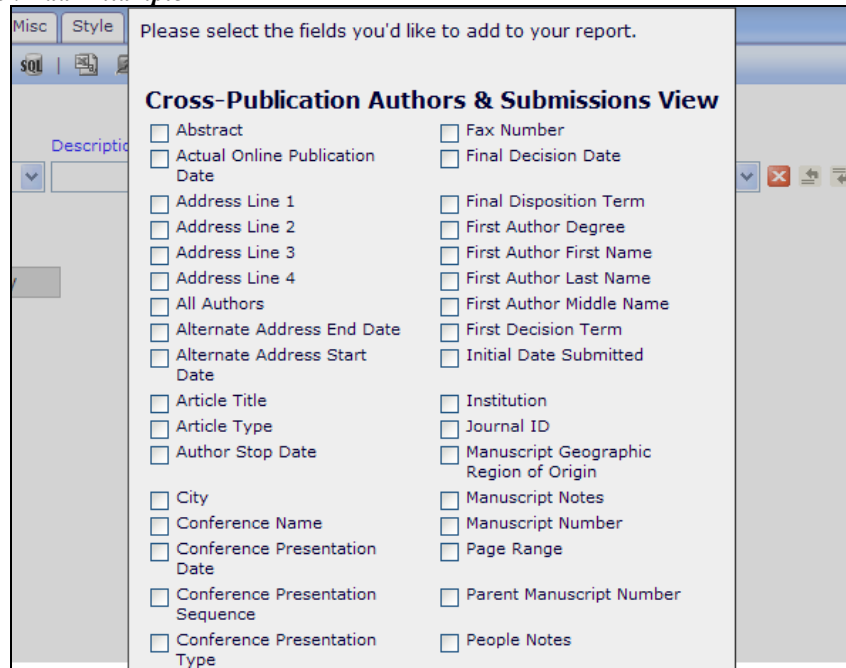 Misc Style
Please select the fields you'd like to add to your report.
SQL
Cross-Publication Authors & Submissions View
Descriptio
Abstract
Fax Number
Actual Online Publication
Date
Final Decision Date
Address Line 1
Final Disposition Term
Address Line 2
First Author Degree
Address Line 3
First Author First Name
Address Line 4
First Author Last Name
All Authors
First Author Middle Name
Alternate Address End Date
First Decision Term
Alternate Address Start
Date
Initial Date Submitted
Article Title
Institution
Article Type
Journal ID
Author Stop Date
Manuscript Geographic
Region of Origin
City
Manuscript Notes
Conference Name
Manuscript Number
Conference Presentation
Date
Page Range
Conference Presentation
Sequence
Parent Manuscript Number
Conference Presentation
Type
People Notes